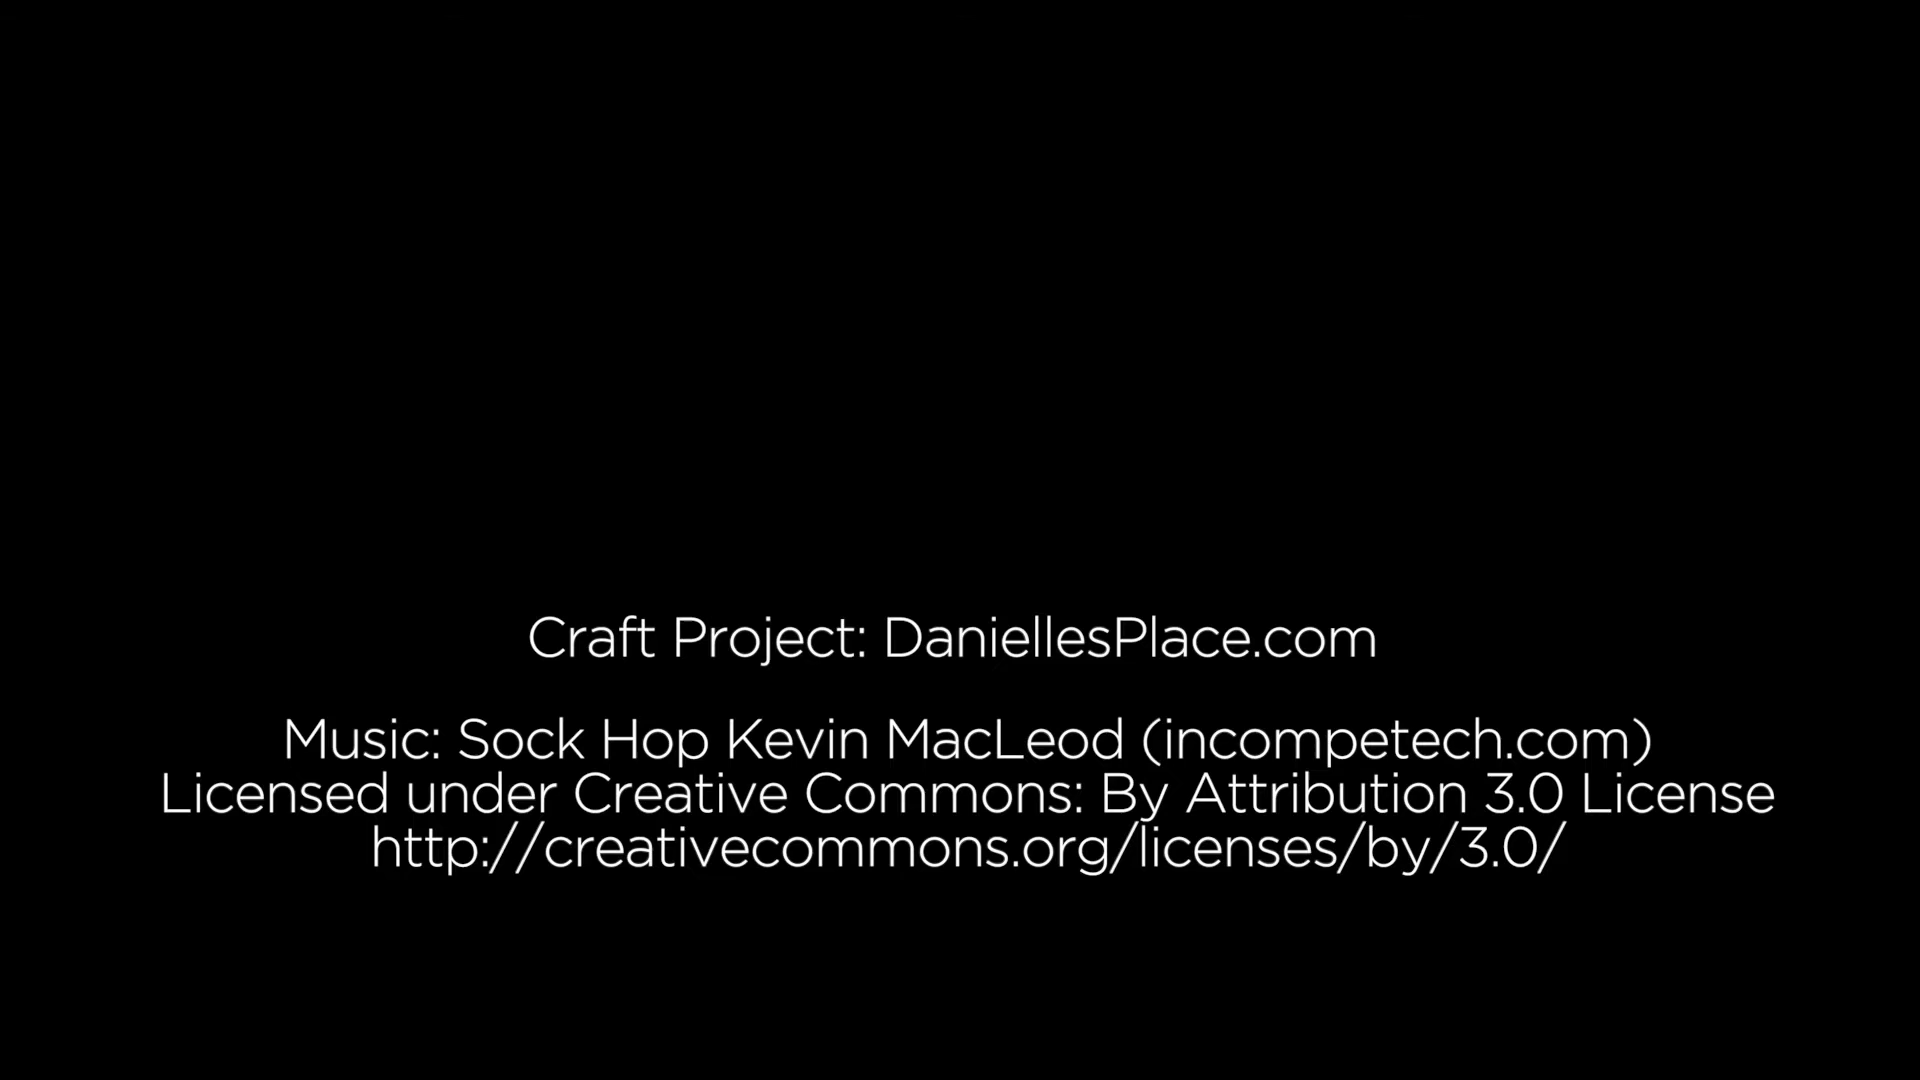 Craft Project: DaniellesPlace.com
Music: Sock Hop Kevin MacLeod (incompetech.com)
Licensed under Creative Commons: By Attribution 3.0 License
http://creativecommons.org/licenses/by/3.0/